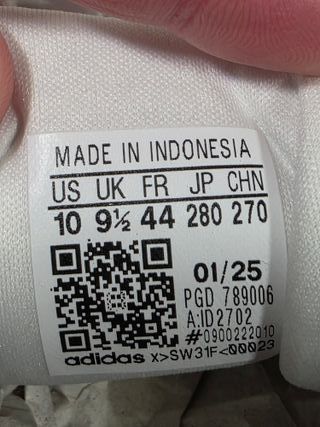 MADE IN INDONESIA
US UK FR JP CHN
10 9½ 44 280 270
01/25
PGD 789006
A:ID2702
#0900222010
adidas X>SW31F<00023